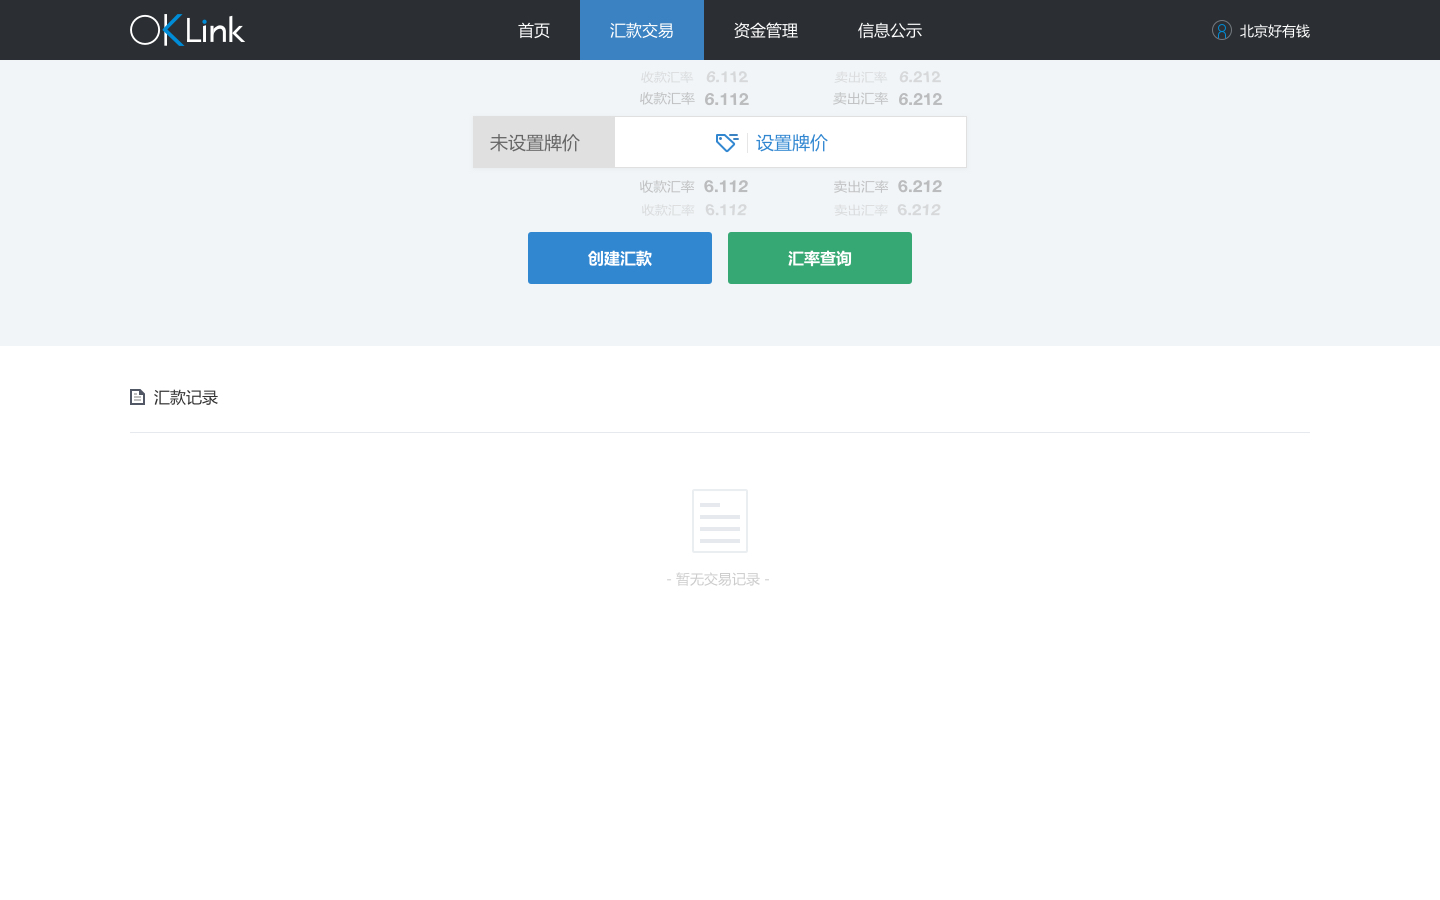 OKLink 首页 汇款交易 资金管理 信息公示 北京好有钱
收款汇率 6.112 卖出汇率 6.212
收款汇率 6.112 卖出汇率 6.212
未设置牌价 设置牌价
收款汇率 6.112 卖出汇率 6.212
收款汇率 6.112 卖出汇率 6.212
创建汇款 汇率查询
汇款记录
- 暂无交易记录 -